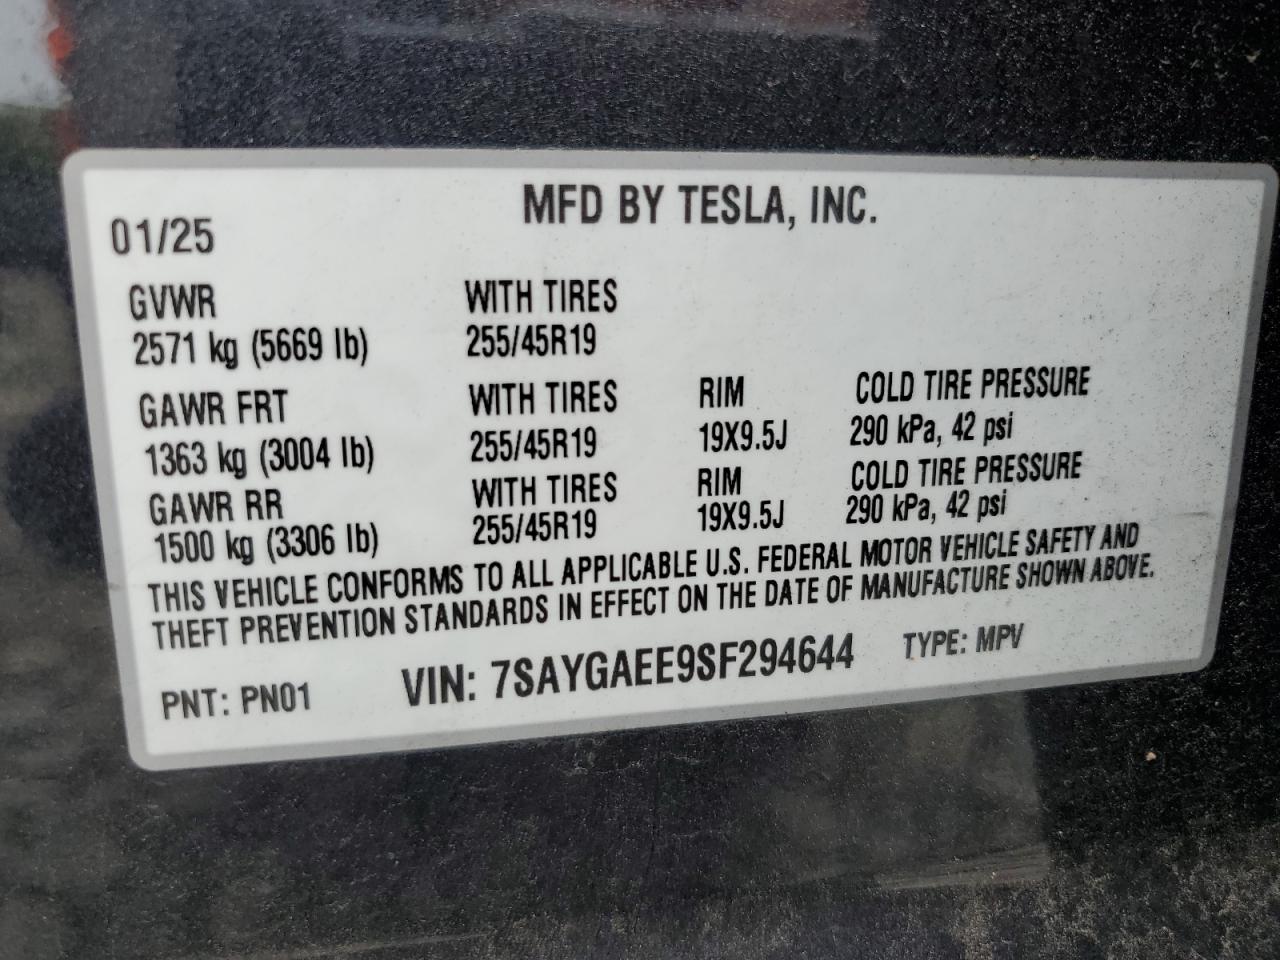 MFD BY TESLA, INC.
01/25
GVWR WITH TIRES
2571 kg (5669 lb) 255/45R19
GAWR FRT WITH TIRES RIM COLD TIRE PRESSURE
1363 kg (3004 lb) 255/45R19 19X9.5J 290 kPa, 42 psi
GAWR RR WITH TIRES RIM COLD TIRE PRESSURE
1500 kg (3306 lb) 255/45R19 19X9.5J 290 kPa, 42 psi
THIS VEHICLE CONFORMS TO ALL APPLICABLE U.S. FEDERAL MOTOR VEHICLE SAFETY AND
THEFT PREVENTION STANDARDS IN EFFECT ON THE DATE OF MANUFACTURE SHOWN ABOVE.
PNT: PN01 VIN: 7SAYGAEE9SF294644 TYPE: MPV